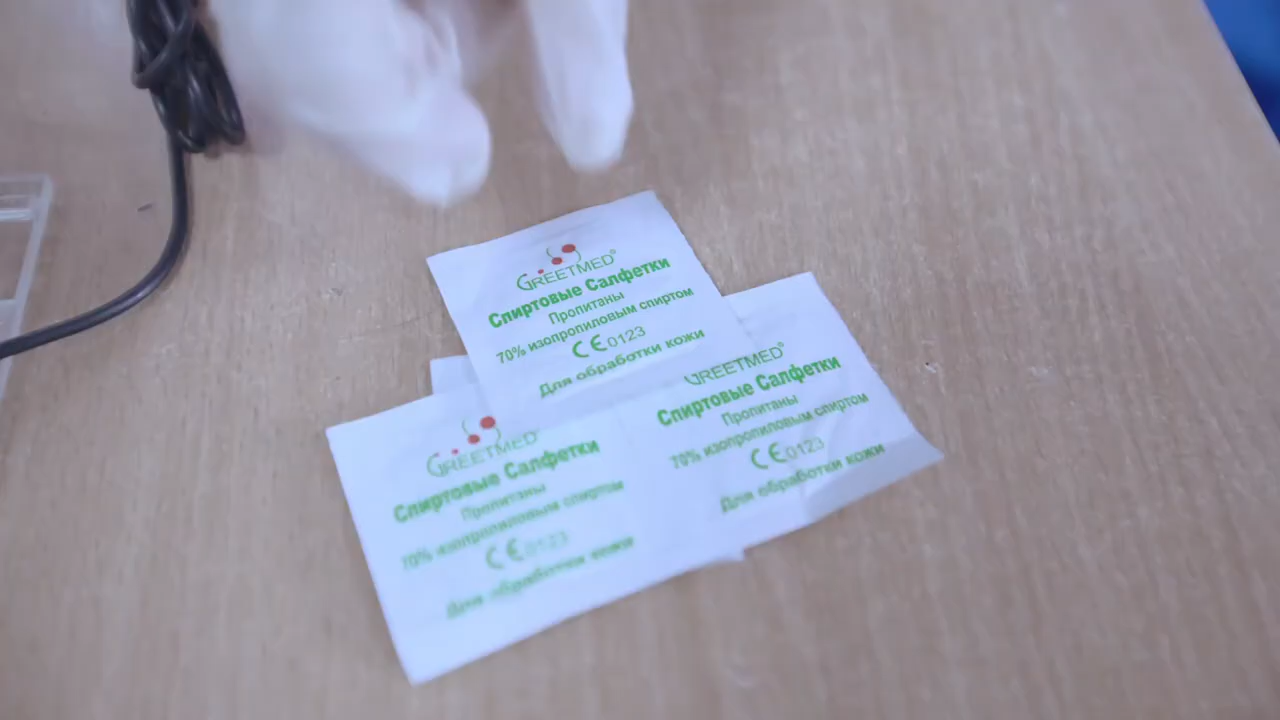 GREETMED®
Спиртовые Салфетки
Пропитаны
70% изопропиловым спиртом
CE 0123
Для обработки кожи
GREETMED®
Спиртовые Салфетки
Пропитаны
70% изопропиловым спиртом
CE 0123
Для обработки кожи
GREETMED®
Спиртовые Салфетки
Пропитаны
70% изопропиловым спиртом
CE 0123
Для обработки кожи